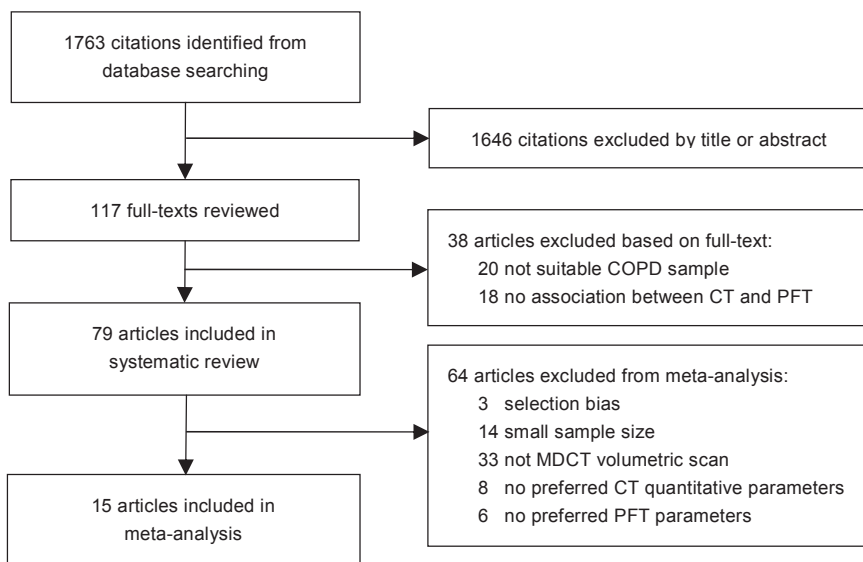 1763 citations identified from
database searching
1646 citations excluded by title or abstract
117 full-texts reviewed
38 articles excluded based on full-text:
20 not suitable COPD sample
18 no association between CT and PFT
79 articles included in
systematic review
64 articles excluded from meta-analysis:
3 selection bias
14 small sample size
33 not MDCT volumetric scan
8 no preferred CT quantitative parameters
6 no preferred PFT parameters
15 articles included in
meta-analysis